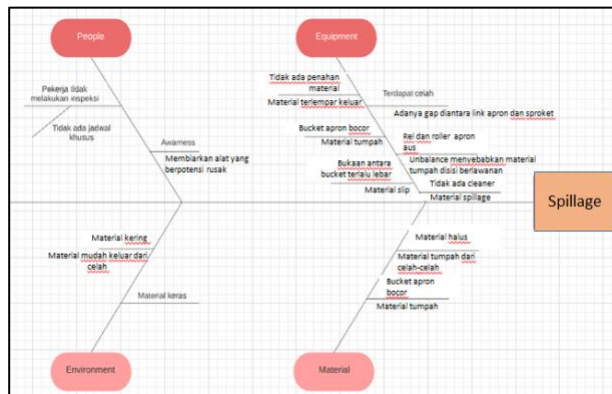 People
Equipment
Pekerja tidak
melakukan inspeksi
Tidak ada jadwal
khusus
Awarness
Membiarkan alat yang
berpotensi rusak
Tidak ada penahan
material
Material terlempar keluar
Terdapat celah
Adanya gap diantara link apron dan sproket
Bucket apron bocor
Material tumpah
Rel dan roller apron
aus
Unbalance menyebabkan material
tumpah disisi berlawanan
Bukaan antara
bucket terlalu lebar
Material slip
Tidak ada cleaner
Material spillage
Spillage
Material kering
Material mudah keluar dari
celah
Material keras
Material halus
Material tumpah dari
celah-celah
Bucket apron
bocor
Material tumpah
Environment
Material